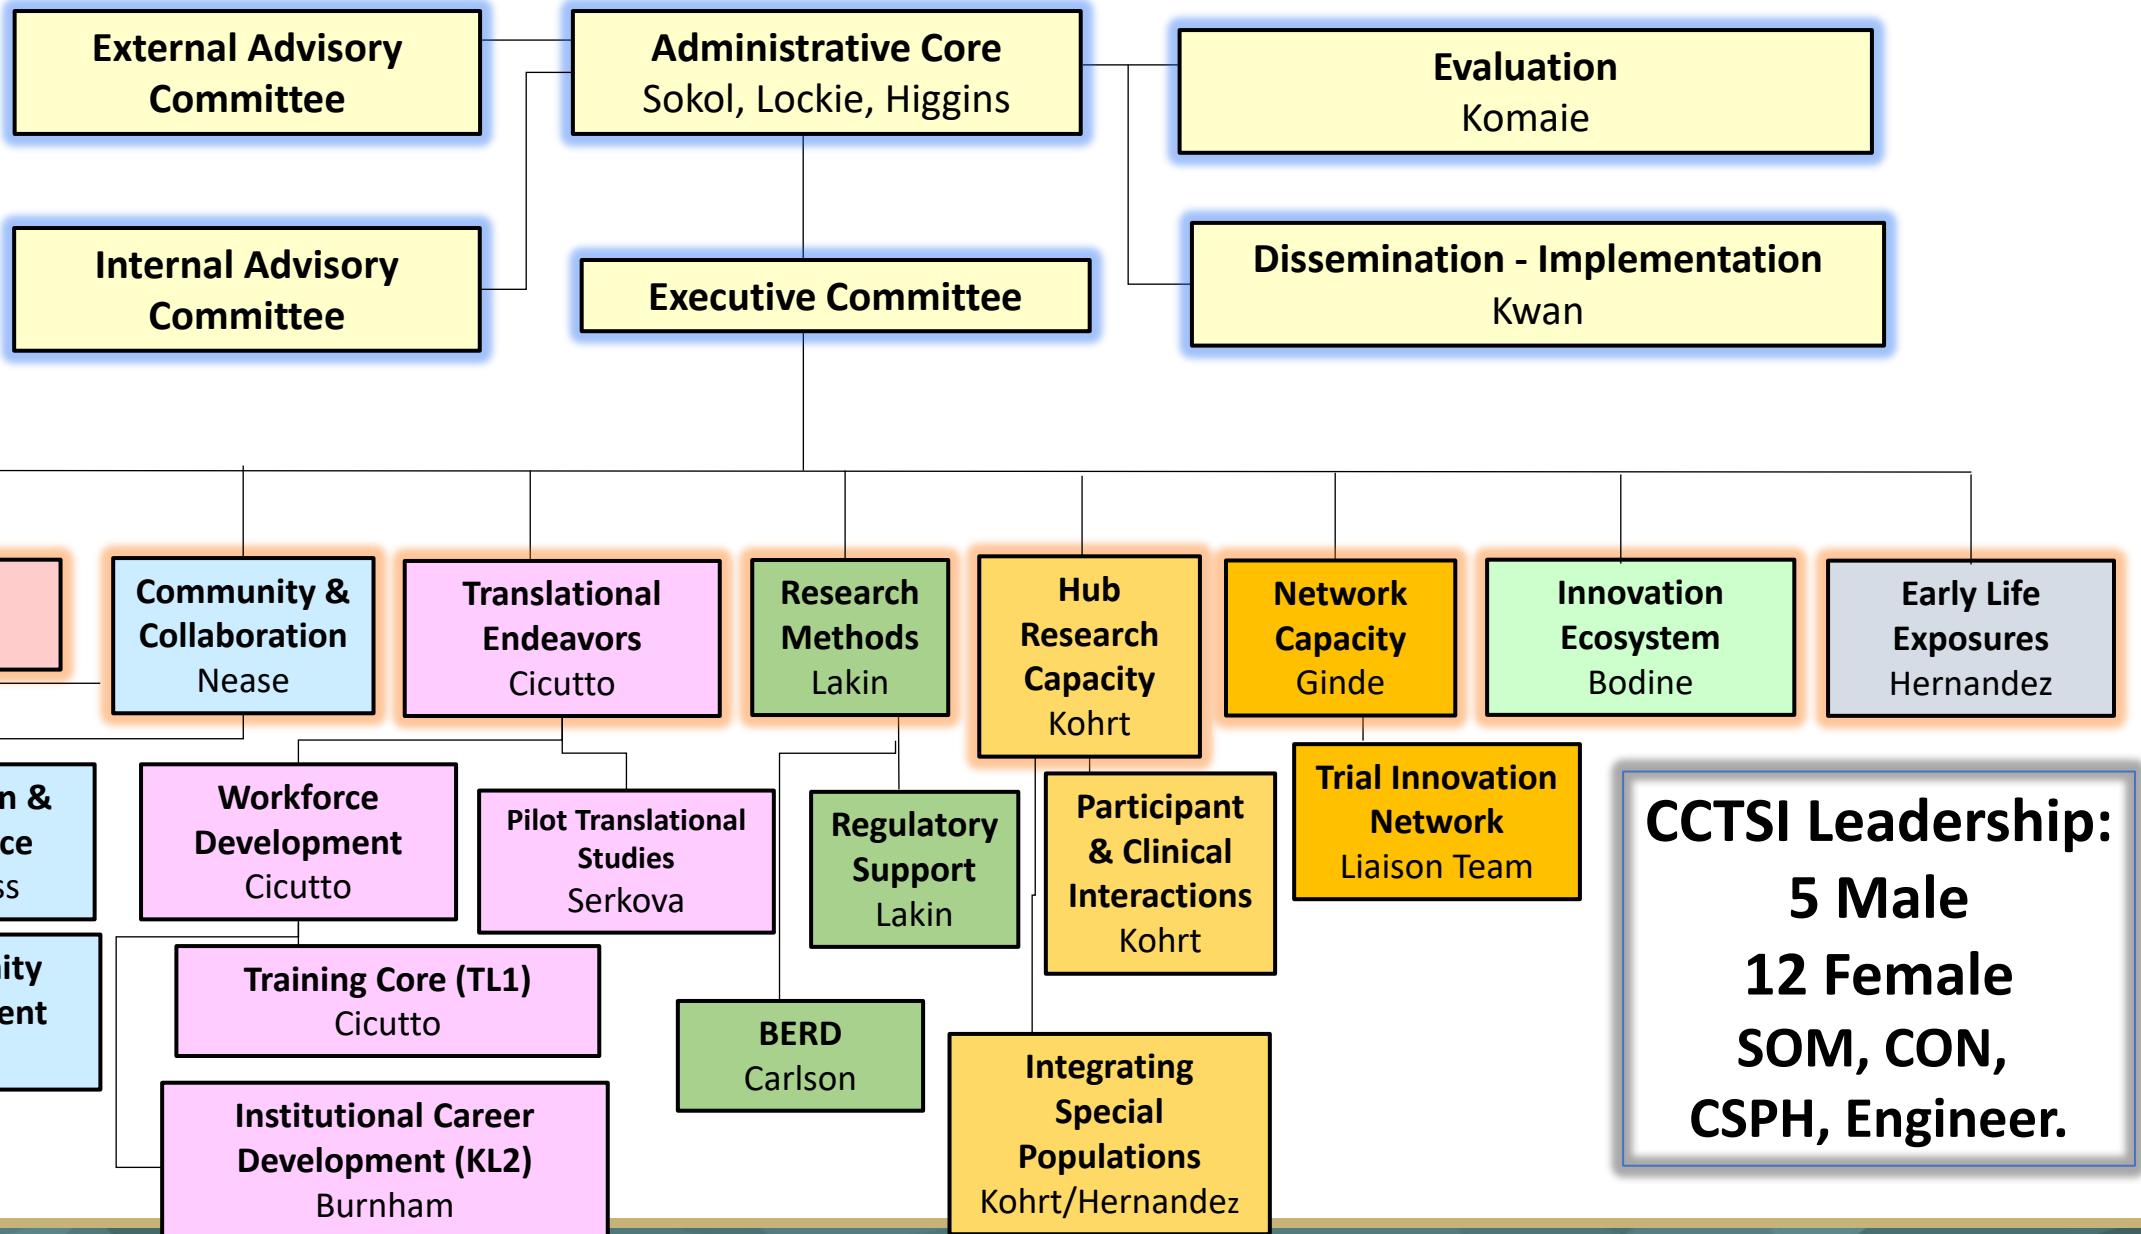 External Advisory
Committee
Administrative Core
Sokol, Lockie, Higgins
Evaluation
Komaie
Internal Advisory
Committee
Executive Committee
Dissemination - Implementation
Kwan
Community &
Collaboration
Nease
Translational
Endeavors
Cicutto
Research
Methods
Lakin
Hub
Research
Capacity
Kohrt
Network
Capacity
Ginde
Innovation
Ecosystem
Bodine
Early Life
Exposures
Hernandez
&
Workforce
Development
Cicutto
Pilot Translational
Studies
Serkova
Regulatory
Support
Lakin
Participant
& Clinical
Interactions
Kohrt
Trial Innovation
Network
Liaison Team
Training Core (TL1)
Cicutto
Institutional Career
Development (KL2)
Burnham
BERD
Carlson
Integrating
Special
Populations
Kohrt/Hernandez
CCTSI Leadership:
5 Male
12 Female
SOM, CON,
CSPH, Engineer.